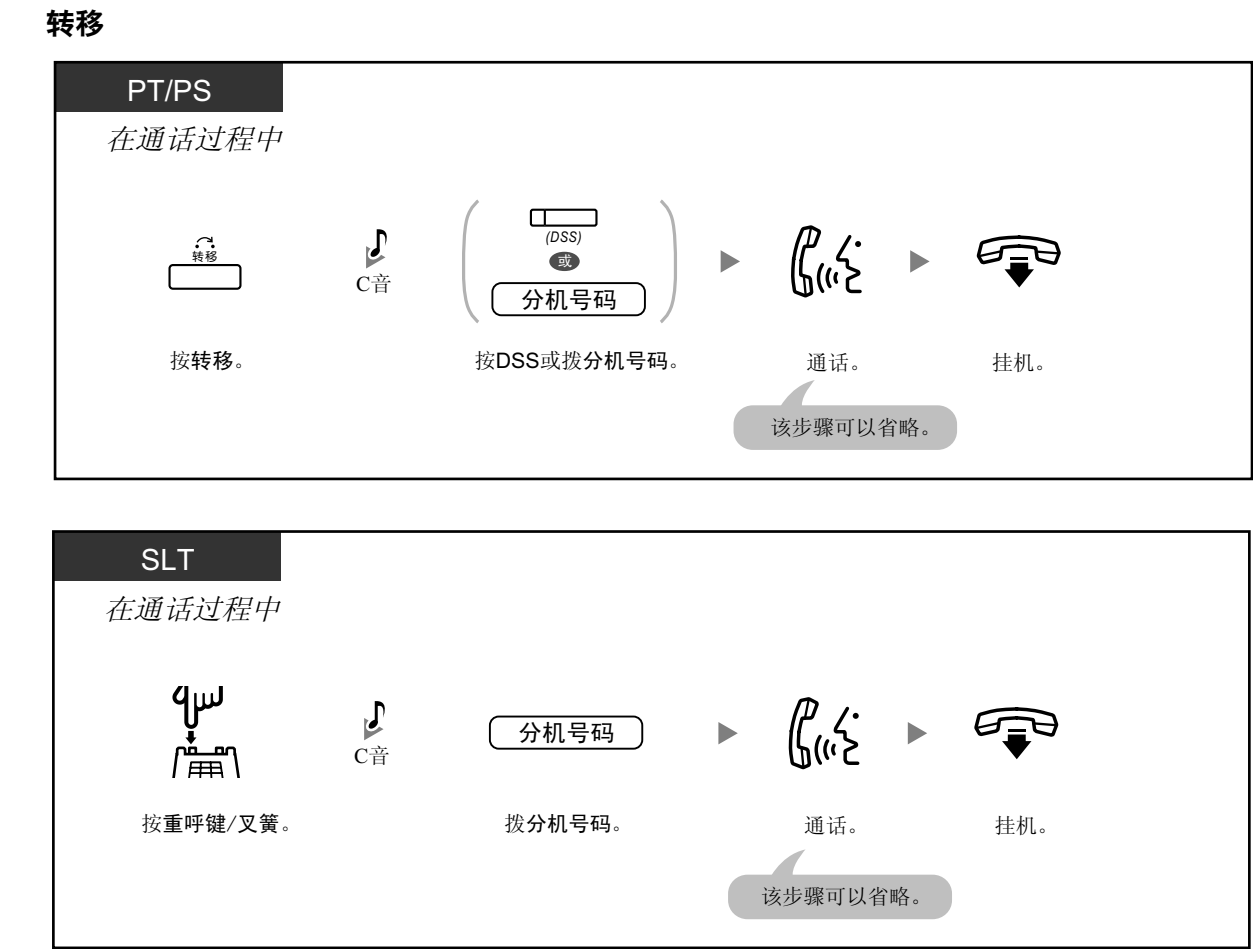 转移
PT/PS
在通话过程中
转移
C音
(DSS)
或
分机号码
按转移。
按DSS或拨分机号码。
通话。
挂机。
该步骤可以省略。
SLT
在通话过程中
C音
分机号码
按重呼键/叉簧。
拨分机号码。
通话。
挂机。
该步骤可以省略。